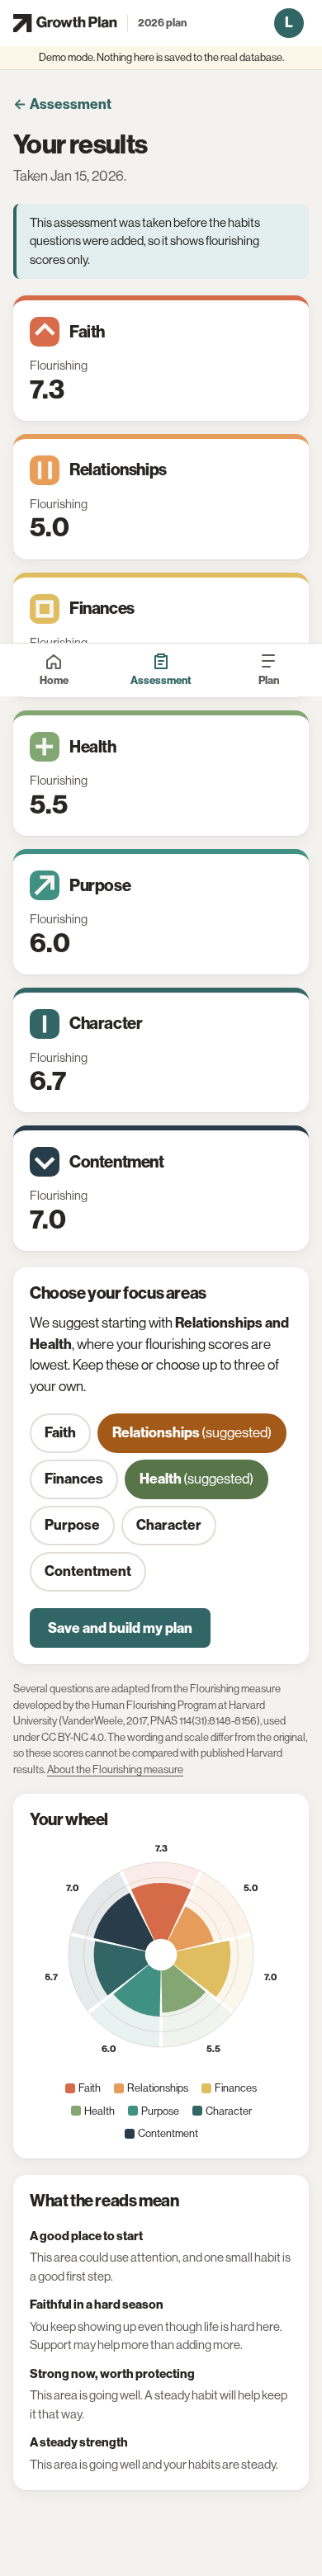 Growth Plan
2026 plan
L
Demo mode. Nothing here is saved to the real database.
← Assessment
Your results
Taken Jan 15, 2026.
This assessment was taken before the habits
questions were added, so it shows flourishing
scores only.
Faith
Flourishing
7.3
Relationships
Flourishing
5.0
Finances
Flourishing
Home
Assessment
Plan
Health
Flourishing
5.5
Purpose
Flourishing
6.0
Character
Flourishing
6.7
Contentment
Flourishing
7.0
Choose your focus areas
We suggest starting with Relationships and
Health, where your flourishing scores are
lowest. Keep these or choose up to three of
your own.
Faith
Relationships (suggested)
Finances
Health (suggested)
Purpose
Character
Contentment
Save and build my plan
Several questions are adapted from the Flourishing measure
developed by the Human Flourishing Program at Harvard
University (VanderWeele, 2017, PNAS 114(31):8148-8156), used
under CC BY-NC 4.0. The wording and scale differ from the original,
so these scores cannot be compared with published Harvard
results. About the Flourishing measure
Your wheel
7.3
7.0
5.0
6.7
7.0
6.0
5.5
Faith
Relationships
Finances
Health
Purpose
Character
Contentment
What the reads mean
A good place to start
This area could use attention, and one small habit is
a good first step.
Faithful in a hard season
You keep showing up even though life is hard here.
Support may help more than adding more.
Strong now, worth protecting
This area is going well. A steady habit will help keep
it that way.
A steady strength
This area is going well and your habits are steady.